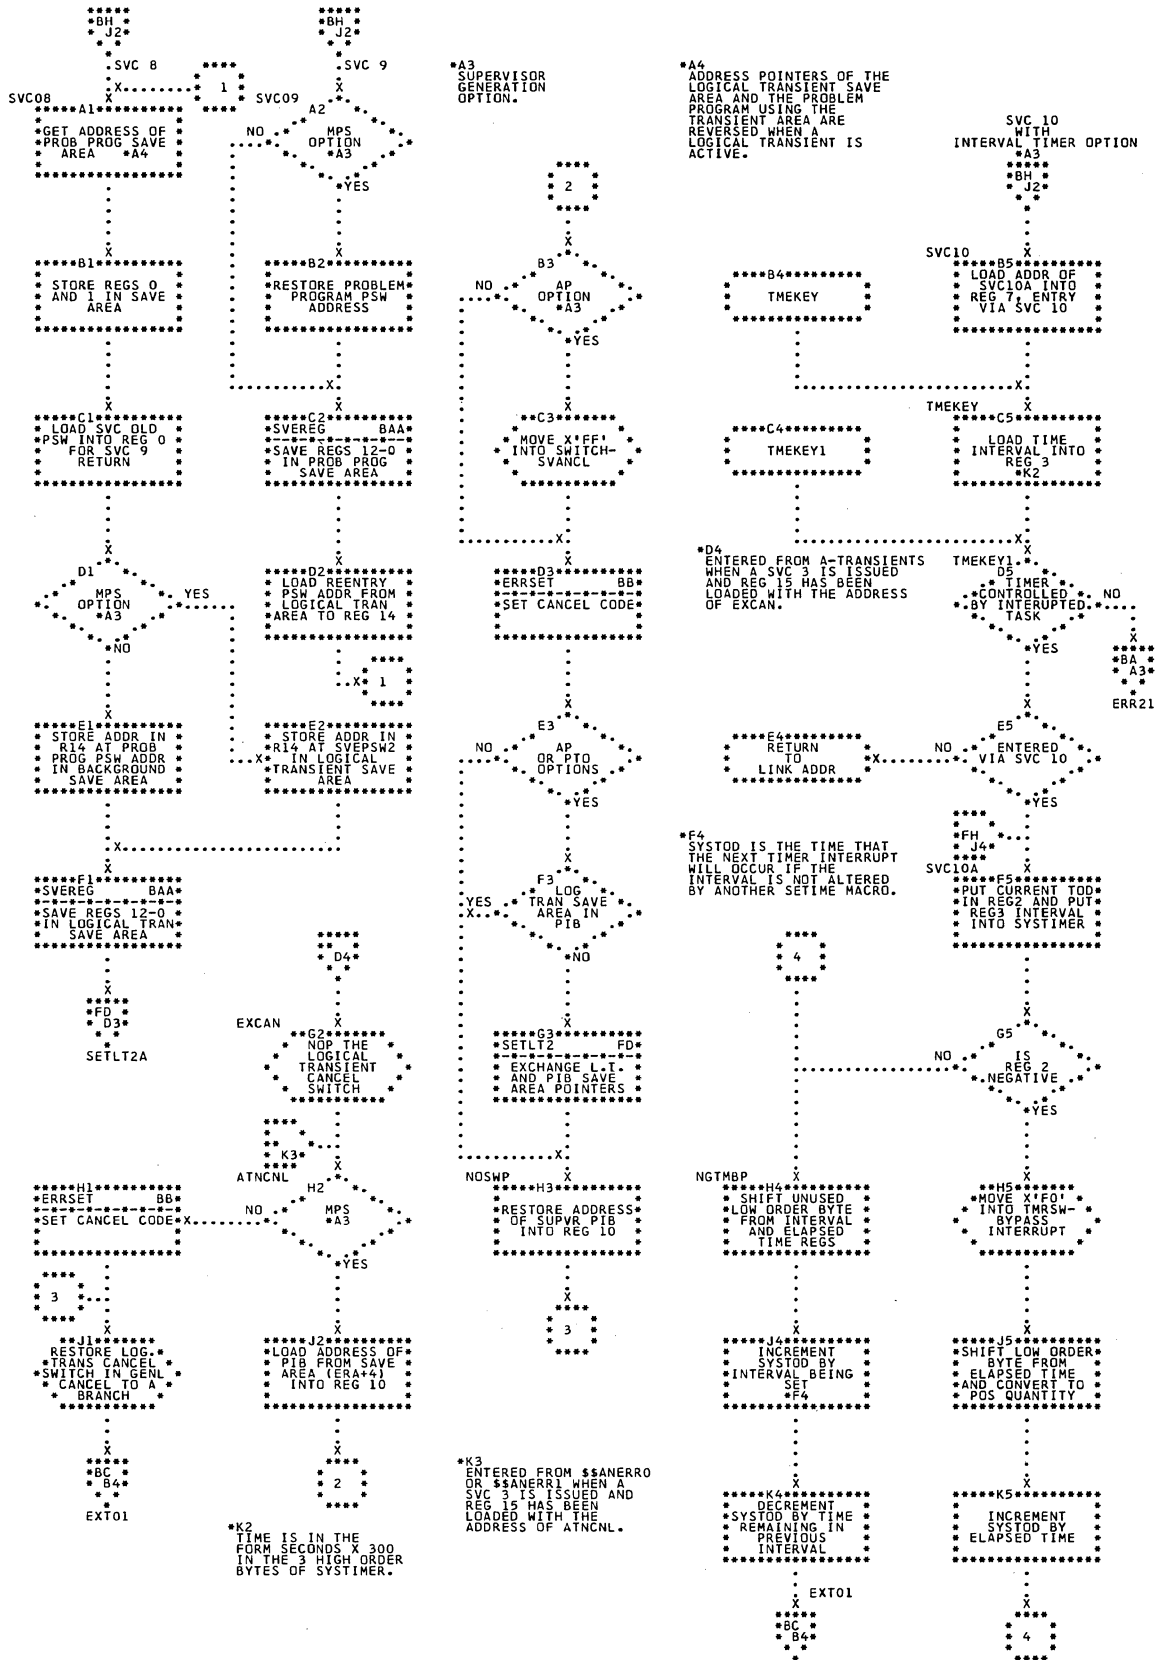 BH
J2
SVC 8
1
SVC08
A1
GET ADDRESS OF
PROB PROG SAVE
AREA *A4
B1
STORE REGS 0
AND 1 IN SAVE
AREA
C1
LOAD SVC OLD
PSW INTO REG 0
FOR SVC 9
RETURN
D1
MPS
OPTION
*A3
YES
NO
E1
STORE ADDR IN
R14 AT PROB
PROG PSW ADDR
IN BACKGROUND
SAVE AREA
F1
SVEREG BAA
SAVE REGS 12-0
IN LOGICAL TRAN
SAVE AREA
FD
D3
SETLT2A
H1
ERRSET BB
SET CANCEL CODE
3
J1
RESTORE LOG.
TRANS CANCEL
SWITCH IN GENL
CANCEL TO A
BRANCH
BC
B4
EXT01
BH
J2
SVC 9
SVC09
A2
MPS
OPTION
*A3
NO
YES
B2
RESTORE PROBLEM
PROGRAM PSW
ADDRESS
C2
SVEREG BAA
SAVE REGS 12-0
IN PROB PROG
SAVE AREA
D2
LOAD REENTRY
PSW ADDR FROM
LOGICAL TRAN
AREA TO REG 14
1
E2
STORE ADDR IN
R14 AT SVEPSW2
IN LOGICAL
TRANSIENT SAVE
AREA
D4
EXCAN
G2
NOP THE
LOGICAL
TRANSIENT
CANCEL
SWITCH
K3
ATNCNL
H2
MPS
*A3
NO
YES
J2
LOAD ADDRESS OF
PIB FROM SAVE
AREA (ERA+4)
INTO REG 10
2
*K2
TIME IS IN THE
FORM SECONDS X 300
IN THE 3 HIGH ORDER
BYTES OF SYSTIMER.
*A3
SUPERVISOR
GENERATION
OPTION.
2
B3
AP
OPTION
*A3
NO
YES
C3
MOVE X'FF'
INTO SWITCH-
SVANCL
D3
ERRSET BB
SET CANCEL CODE
E3
AP
OR PTO
OPTIONS
NO
YES
F3
LOG
TRAN SAVE
AREA IN
PIB
YES
NO
G3
SETLT2 FD
EXCHANGE L.T.
AND PIB SAVE
AREA POINTERS
NOSWP
H3
RESTORE ADDRESS
OF SUPVR PIB
INTO REG 10
3
*K3
ENTERED FROM $$ANERR0
OR $$ANERR1 WHEN A
SVC 3 IS ISSUED AND
REG 15 HAS BEEN
LOADED WITH THE
ADDRESS OF ATNCNL.
*A4
ADDRESS POINTERS OF THE
LOGICAL TRANSIENT SAVE
AREA AND THE PROBLEM
PROGRAM USING THE
TRANSIENT AREA ARE
REVERSED WHEN A
LOGICAL TRANSIENT IS
ACTIVE.
B4
TMEKEY
C4
TMEKEY1
*D4
ENTERED FROM A-TRANSIENTS
WHEN A SVC 3 IS ISSUED
AND REG 15 HAS BEEN
LOADED WITH THE ADDRESS
OF EXCAN.
E4
RETURN
TO
LINK ADDR
*F4
SYSTOD IS THE TIME THAT
THE NEXT TIMER INTERRUPT
WILL OCCUR IF THE
INTERVAL IS NOT ALTERED
BY ANOTHER SETIME MACRO.
4
NGTMBP
H4
SHIFT UNUSED
LOW ORDER BYTE
FROM INTERVAL
AND ELAPSED
TIME REGS
J4
INCREMENT
SYSTOD BY
INTERVAL BEING
SET
*F4
K4
DECREMENT
SYSTOD BY TIME
REMAINING IN
PREVIOUS
INTERVAL
EXT01
BC
B4
SVC 10
WITH
INTERVAL TIMER OPTION
*A3
BH
J2
SVC10
B5
LOAD ADDR OF
SVC10A INTO
REG 7, ENTRY
VIA SVC 10
TMEKEY
C5
LOAD TIME
INTERVAL INTO
REG 3
*K2
TMEKEY1
D5
TIMER
CONTROLLED
BY INTERUPTED
TASK
NO
YES
BA
A3
ERR21
E5
ENTERED
VIA SVC 10
NO
YES
FH
J4
SVC10A
F5
PUT CURRENT TOD
IN REG2 AND PUT
REG3 INTERVAL
INTO SYSTIMER
G5
IS
REG 2
NEGATIVE
NO
YES
H5
MOVE X'F0'
INTO TMRSW-
BYPASS
INTERRUPT
J5
SHIFT LOW ORDER
BYTE FROM
ELAPSED TIME
AND CONVERT TO
POS QUANTITY
K5
INCREMENT
SYSTOD BY
ELAPSED TIME
4